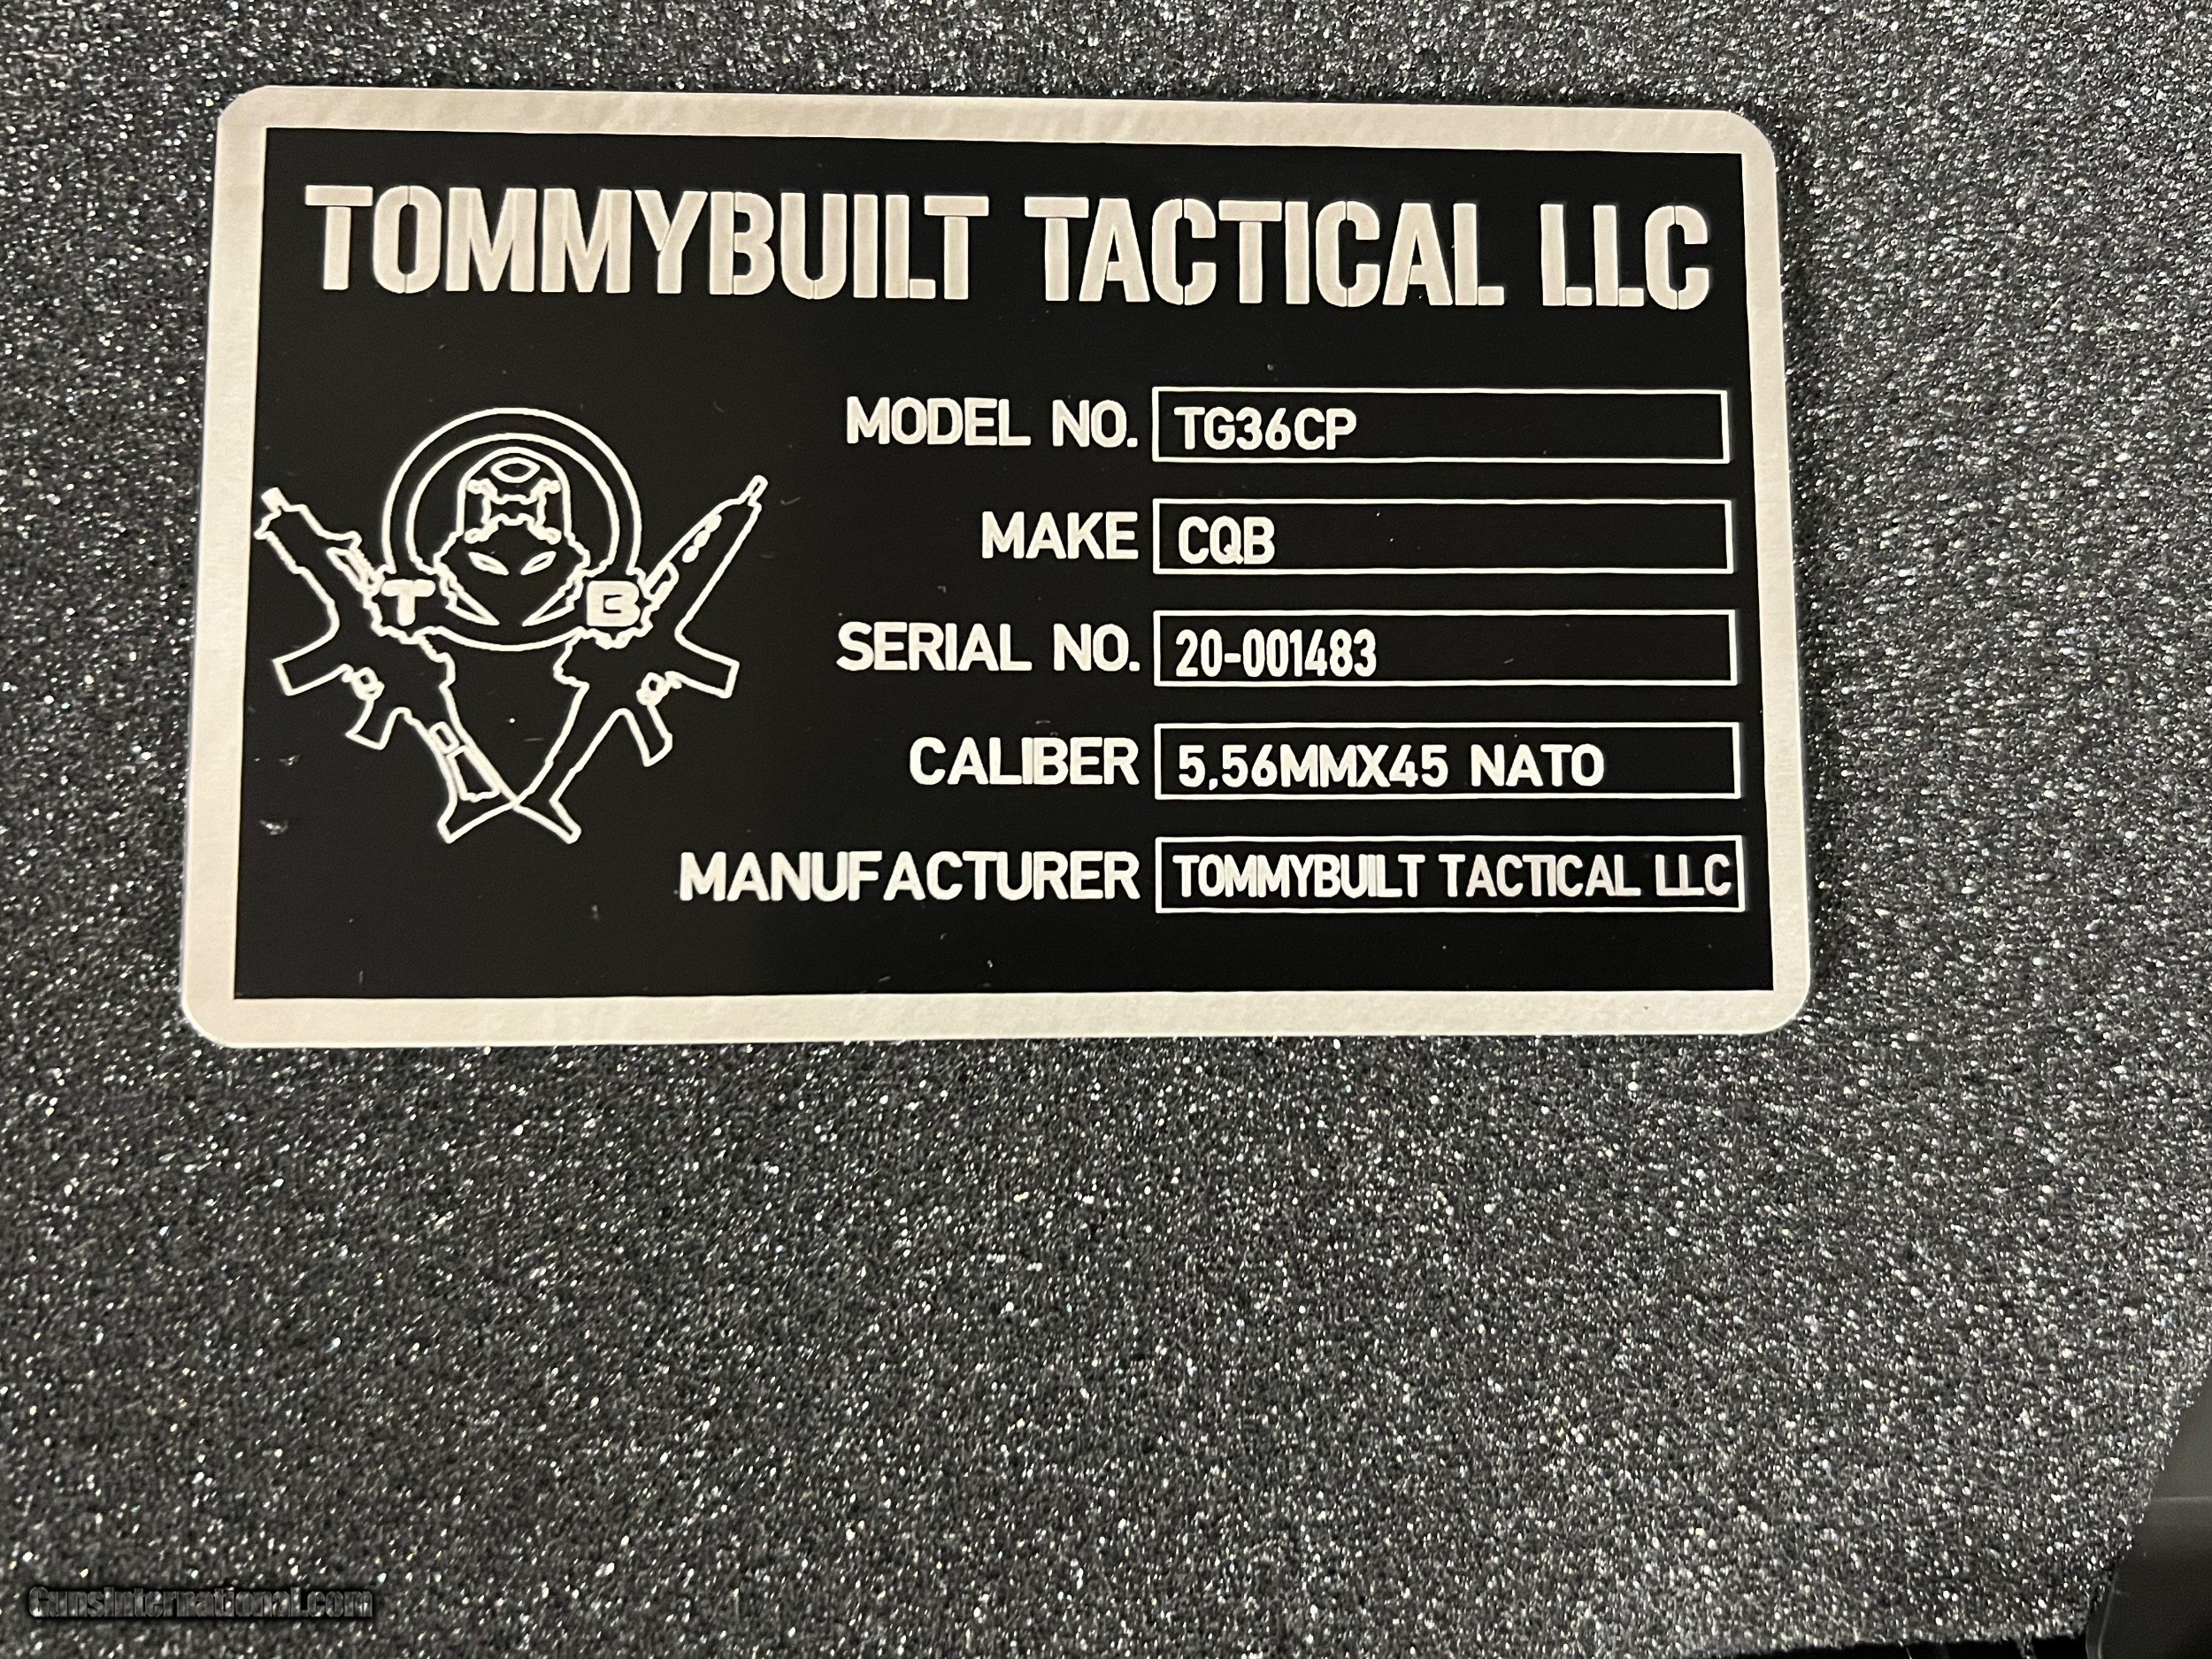 TOMMYBUILT TACTICAL LLC
MODEL NO. TG36CP
MAKE CQB
T B
SERIAL NO. 20-001483
CALIBER 5,56MMX45 NATO
MANUFACTURER TOMMYBUILT TACTICAL LLC
GunsInternational.com